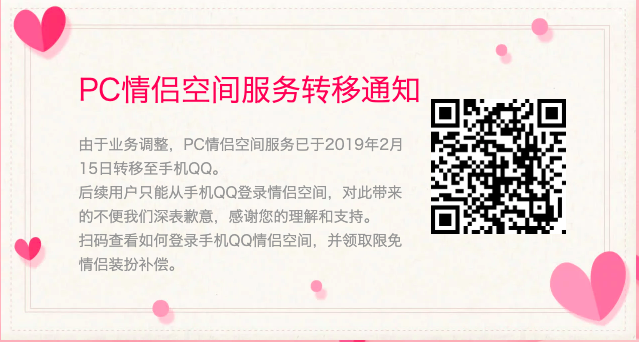 PC情侣空间服务转移通知
由于业务调整，PC情侣空间服务已于2019年2月
15日转移至手机QQ。
后续用户只能从手机QQ登录情侣空间，对此带来
的不便我们深表歉意，感谢您的理解和支持。
扫码查看如何登录手机QQ情侣空间，并领取限免
情侣装扮补偿。